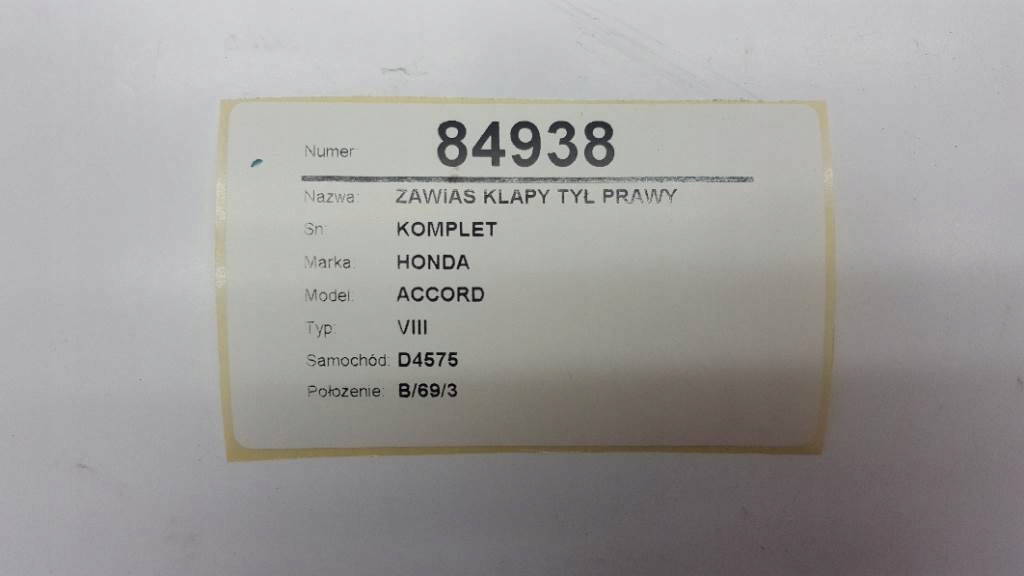 Numer 84938
Nazwa: ZAWIAS KLAPY TYŁ PRAWY
Sn: KOMPLET
Marka: HONDA
Model: ACCORD
Typ: VIII
Samochód: D4575
Położenie: B/69/3